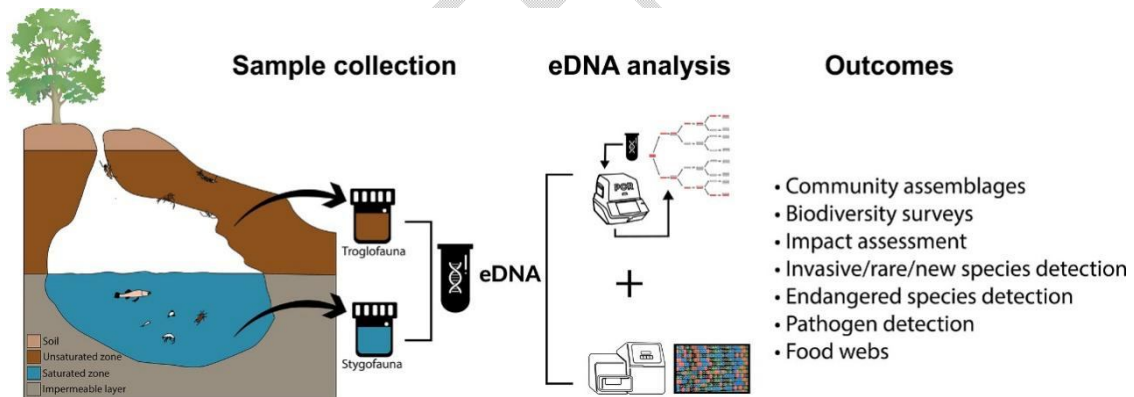 Sample collection
eDNA analysis
Outcomes
Troglofauna
Stygofauna
eDNA
PCR
+
• Community assemblages
• Biodiversity surveys
• Impact assessment
• Invasive/rare/new species detection
• Endangered species detection
• Pathogen detection
• Food webs
Soil
Unsaturated zone
Saturated zone
Impermeable layer